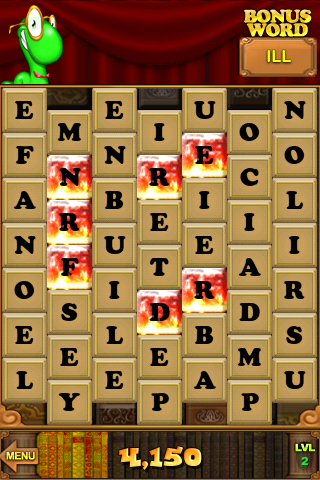 BONUS
WORD
ILL
E E U N
M I O
F N E O
N R C
A B I L
R E I
N U E I
F T A
O I R R
S D D
E L B S
E E M
L E A U
Y P P
MENU
4,150
LVL
2